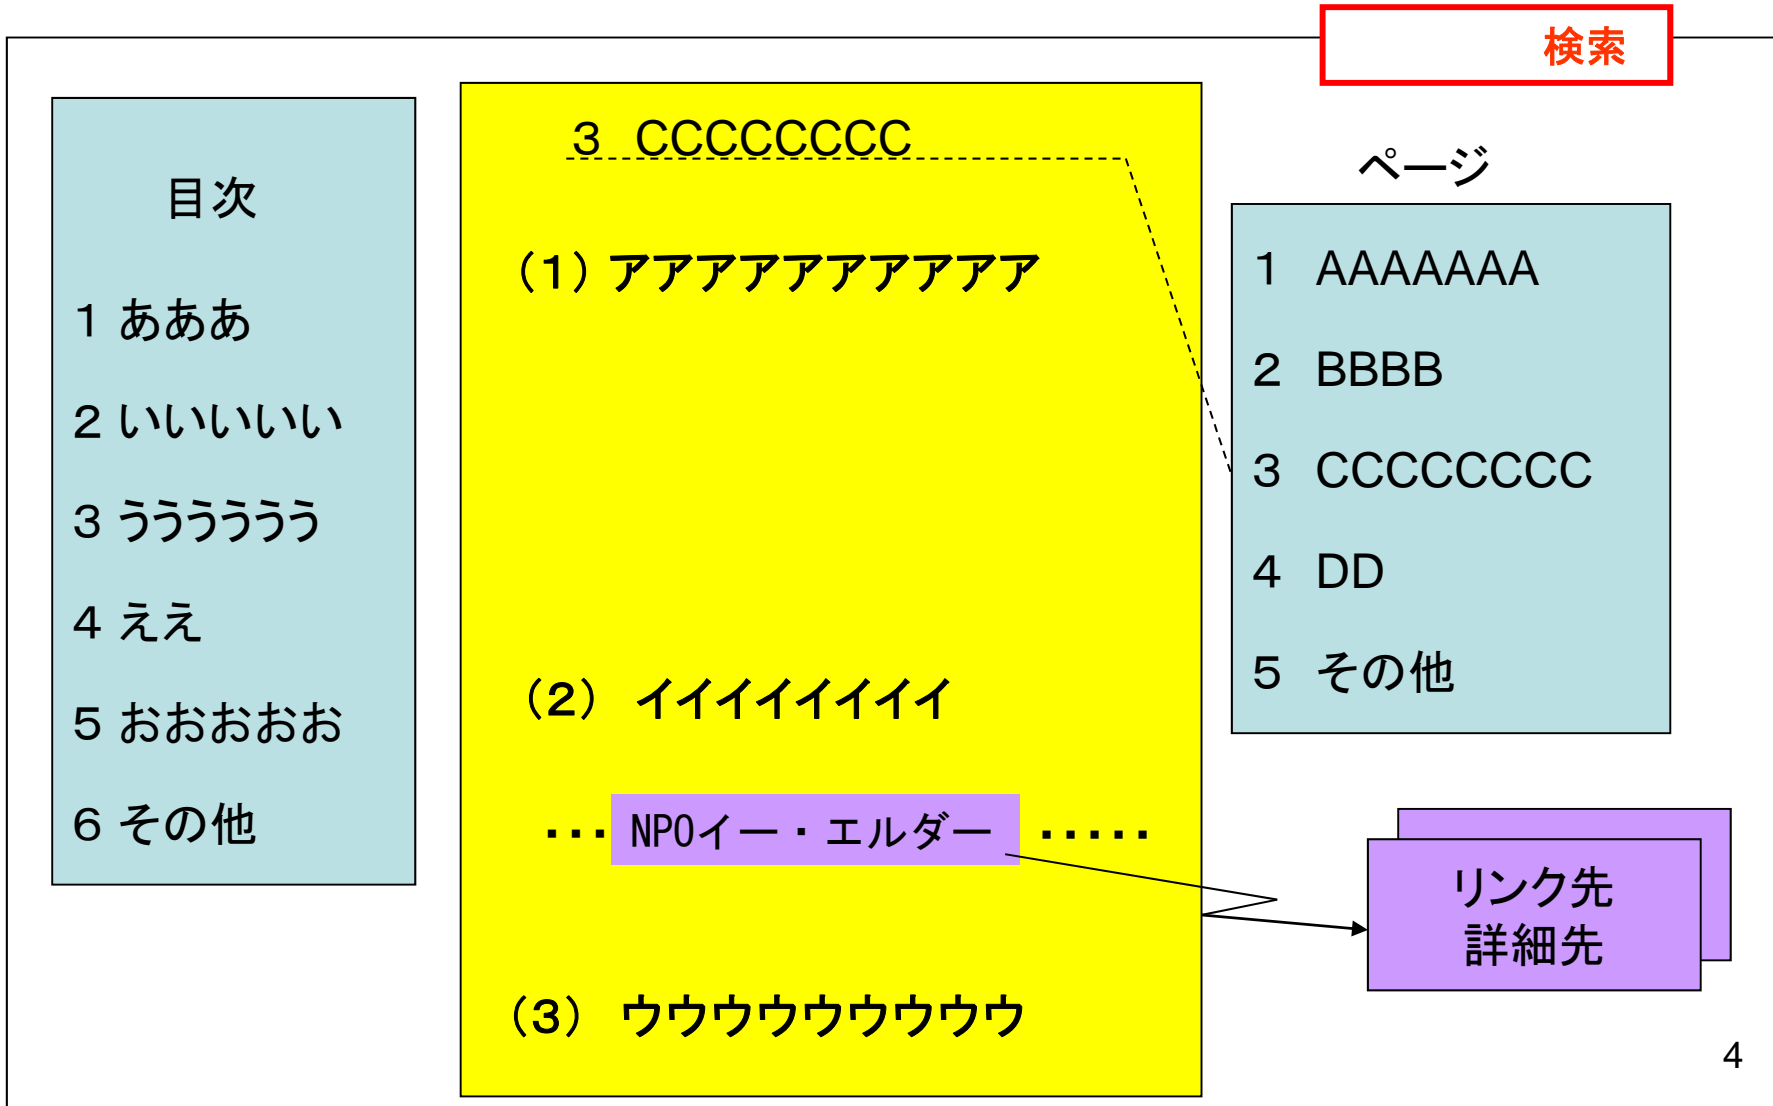 検索
目次
１ あああ
２ いいいいい
３ うううううう
４ ええ
５ おおおおお
６ その他
３　CCCCCCCC
（１）アアアアアアアアアア
（２）　イイイイイイイイ
・・・ NPOイー・エルダー ・・・・・
（３）　ウウウウウウウウウ
ページ
１　AAAAAAA
２　BBBB
３　CCCCCCCC
４　DD
５　その他
リンク先
詳細先
4